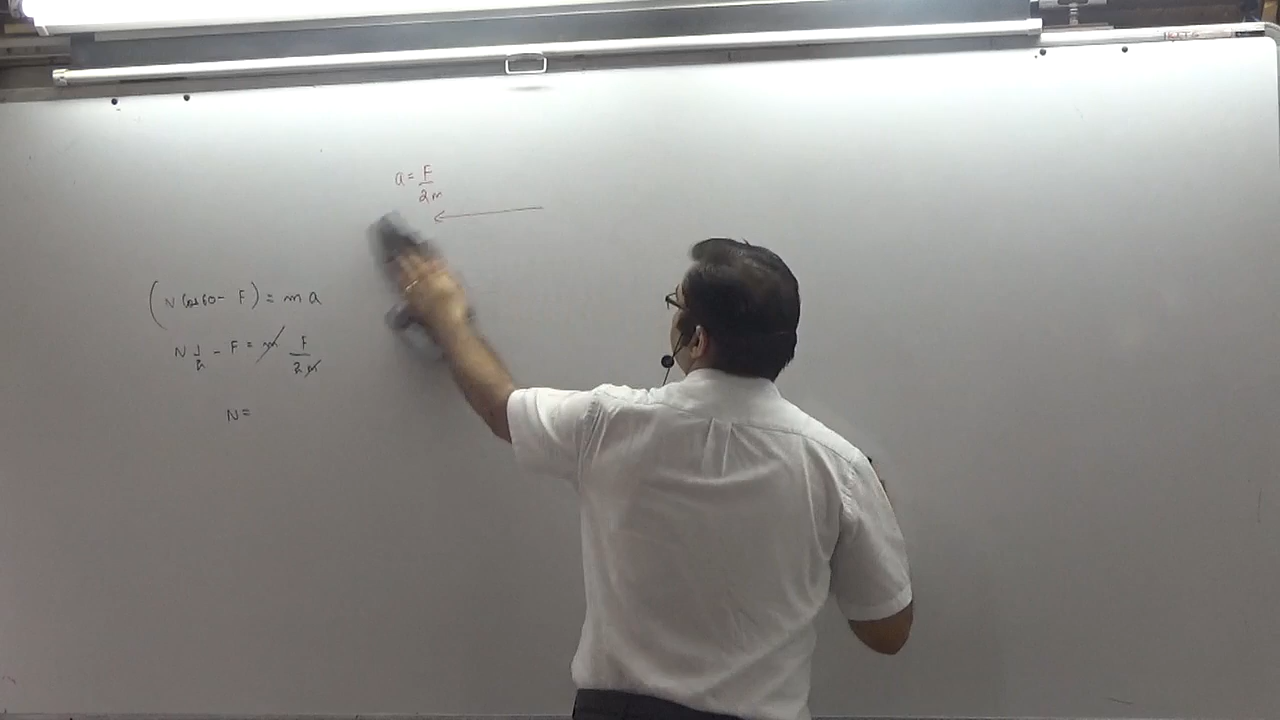 a = F/2m
(N Cos60 - F) = m a
N 1/2 - F = m F/2m
N =